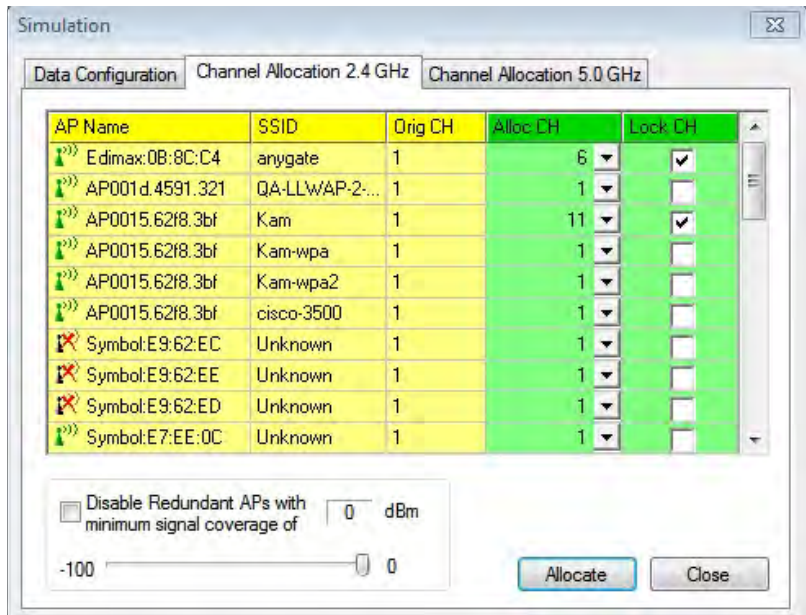 Simulation
Data Configuration Channel Allocation 2.4 GHz Channel Allocation 5.0 GHz
AP Name SSID Orig CH Alloc CH Lock CH
Edimax:0B:8C:C4 anygate 1 6
AP001d.4591.321 QA-LLWAP-2-... 1 1
AP0015.62f8.3bf Kam 1 11
AP0015.62f8.3bf Kam-wpa 1 1
AP0015.62f8.3bf Kam-wpa2 1 1
AP0015.62f8.3bf cisco-3500 1 1
Symbol:E9:62:EC Unknown 1 1
Symbol:E9:62:EE Unknown 1 1
Symbol:E9:62:ED Unknown 1 1
Symbol:E7:EE:0C Unknown 1 1
Disable Redundant APs with
minimum signal coverage of 0 dBm
-100 0
Allocate Close